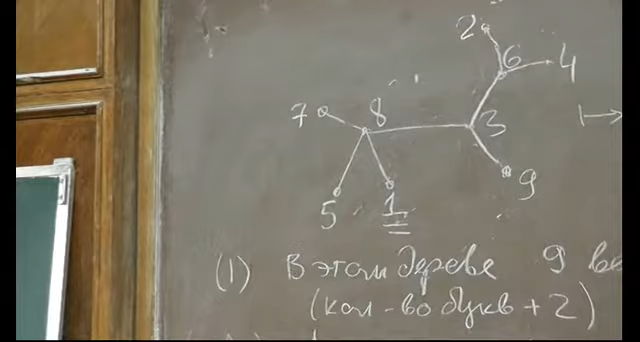 2
6 4
7 8 3
9
5 1
(1) В этом дереве 9
(кол-во букв + 2)